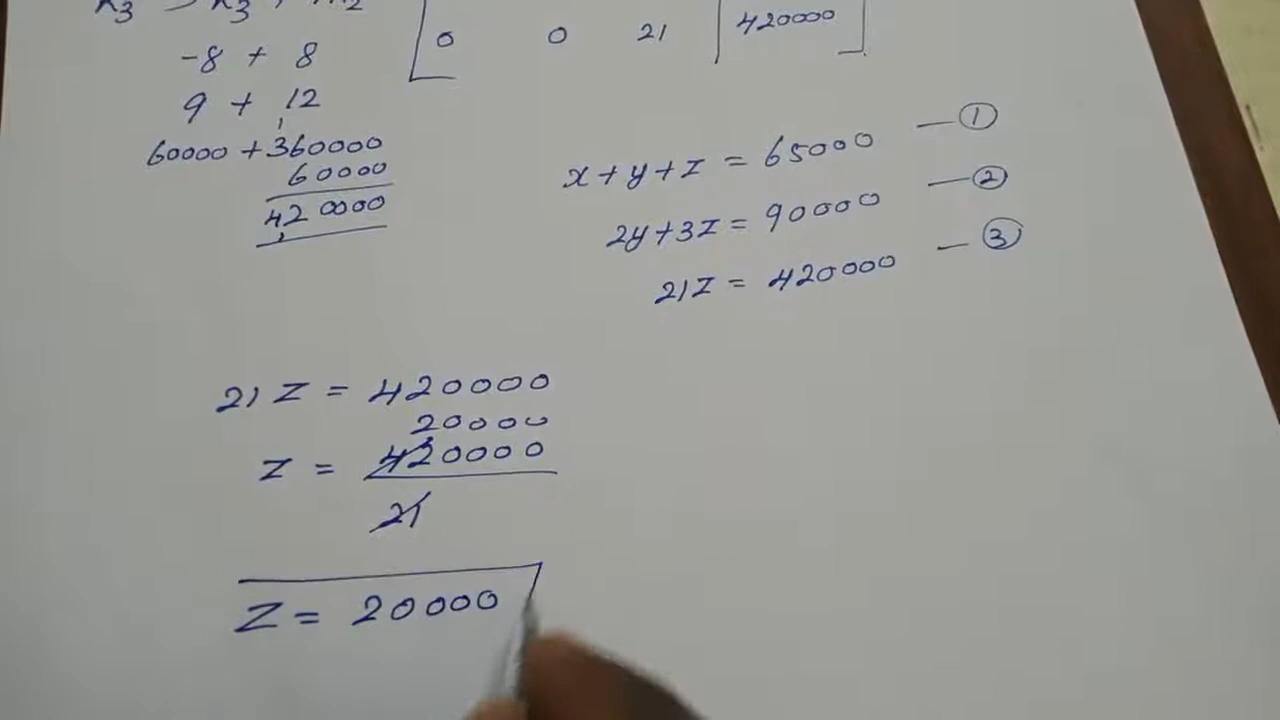 0 0 21 420000
-8 + 8
9 + 12
60000 + 360000
60000
420000
x + y + z = 65000 — ①
2y + 3z = 90000 — ②
21z = 420000 — ③
21 z = 420000
20000
z = 420000
21
z = 20000